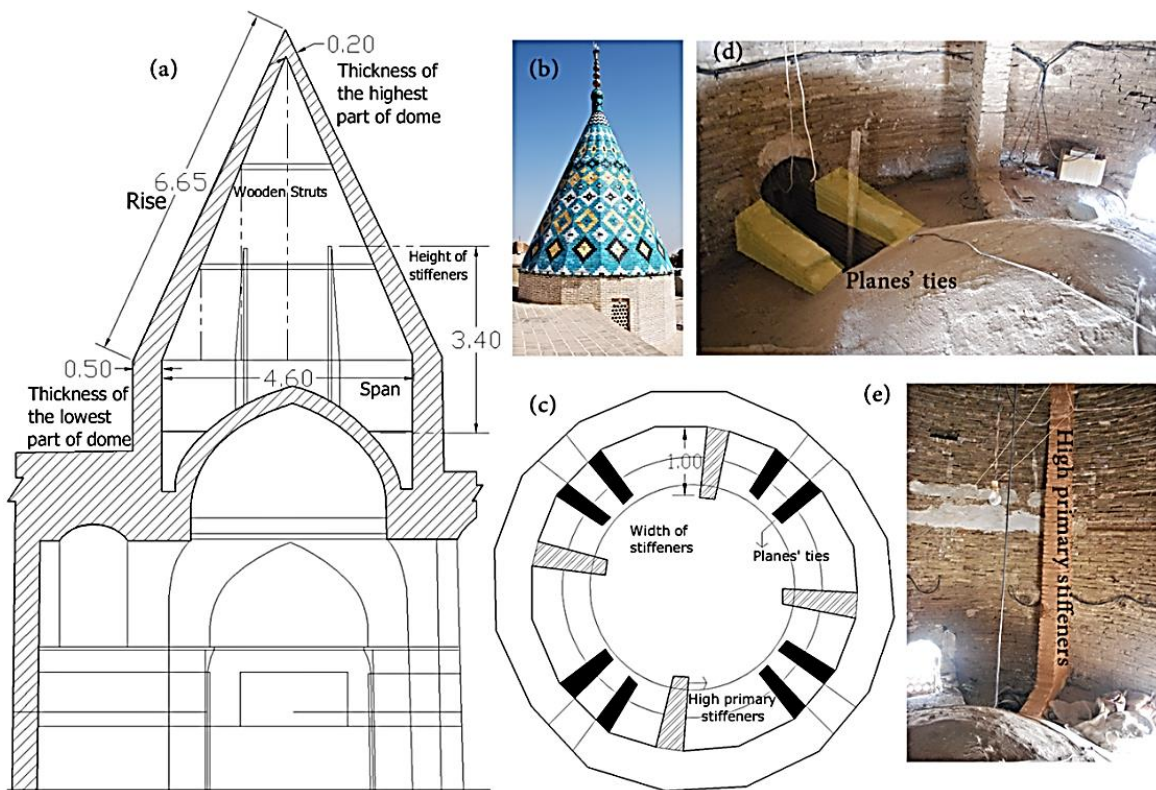 (a)
0.20
Thickness of
the highest
part of dome
6.65
Rise
Wooden Struts
Height of
stiffeners
3.40
0.50
Thickness of
the lowest
part of dome
4.60
Span
(b)
(c)
1.00
Width of
stiffeners
Planes' ties
High primary
stiffeners
(d)
Planes' ties
(e)
High primary stiffeners